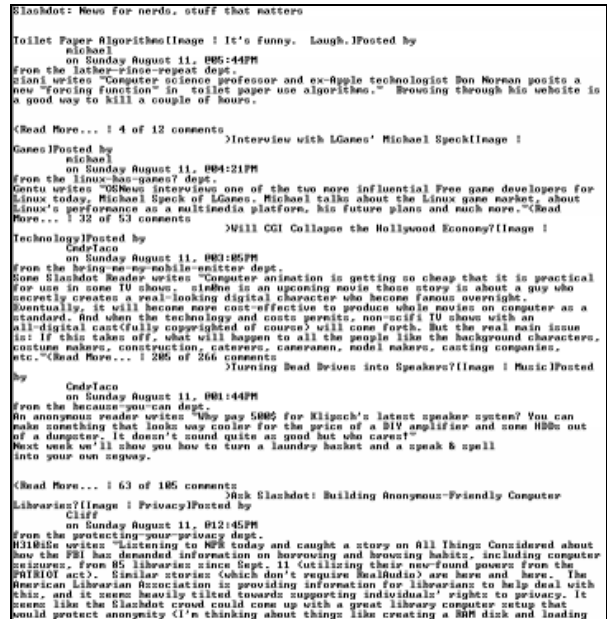 Slashdot: News for nerds, stuff that matters
Toilet Paper Algorithms[Image | It's funny.  Laugh.]Posted by
michael
on Sunday August 11, @05:44PM
from the lather-rinse-repeat dept.
ziani writes "Computer science professor and ex-Apple technologist Don Norman posits a
new "forcing function" in  toilet paper use algorithms."  Browsing through his website is
a good way to kill a couple of hours.
<Read More... | 4 of 12 comments
>Interview with LGames' Michael Speck[Image |
Games]Posted by
michael
on Sunday August 11, @04:21PM
from the linux-has-games? dept.
Gentu writes "OSNews interviews one of the two more influential Free game developers for
Linux today, Michael Speck of LGames. Michael talks about the Linux game market, about
Linux's performance as a multimedia platform, his future plans and much more."<Read
More... | 32 of 53 comments
>Will CGI Collapse the Hollywood Economy?[Image |
Technology]Posted by
CmdrTaco
on Sunday August 11, @03:05PM
from the bring-me-my-mobile-emitter dept.
Some Slashdot Reader writes "Computer animation is getting so cheap that it is practical
for use in some TV shows.  s1m0ne is an upcoming movie those story is about a guy who
secretly creates a real-looking digital character who become famous overnight.
Eventually, it will become more cost-effective to produce whole movies on computer as a
standard. And when the technology and costs permits, non-scifi TV shows with an
all-digital cast(fully copyrighted of course) will come forth. But the real main issue
is: If this takes off, what will happen to all the people like the background characters,
costume makers, construction, caterers, cameramen, model makers, casting companies,
etc."<Read More... | 205 of 266 comments
>Turning Dead Drives into Speakers?[Image | Music]Posted
by
CmdrTaco
on Sunday August 11, @01:44PM
from the because-you-can dept.
An anonymous reader writes "Why pay 500$ for Klipsch's latest speaker system? You can
make something that looks way cooler for the price of a DIY amplifier and some HDDs out
of a dumpster. It doesn't sound quite as good but who cares!"
Next week we'll show you how to turn a laundry basket and a speak & spell
into your own segway.
<Read More... | 63 of 105 comments
>Ask Slashdot: Building Anonymous-Friendly Computer
Libraries?[Image | Privacy]Posted by
Cliff
on Sunday August 11, @12:45PM
from the protecting-your-privacy dept.
writes "Listening to NPR today and caught a story on All Things Considered about
how the FBI has demanded information on borrowing and browsing habits, including computer
seizures, from 85 libraries since Sept. 11 (utilizing their new-found powers from the
PATRIOT act).  Similar stories (which don't require RealAudio) are here and  here.  The
American Librarian Association is providing information for librarians to help deal with
this, and it seems heavily tilted towards supporting individuals' rights to privacy. It
seems like the Slashdot crowd could come up with a great library computer setup that
would protect anonymity (I'm thinking about things like creating a RAM disk and loading